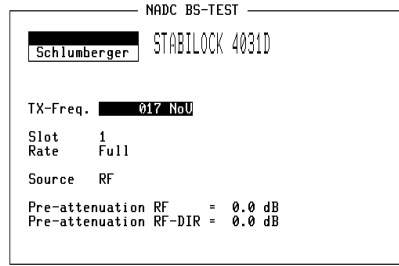 NADC BS-TEST
Schlumberger STABILOCK 4031D
TX-Freq. 017 NoU
Slot 1
Rate Full
Source RF
Pre-attenuation RF = 0.0 dB
Pre-attenuation RF-DIR = 0.0 dB